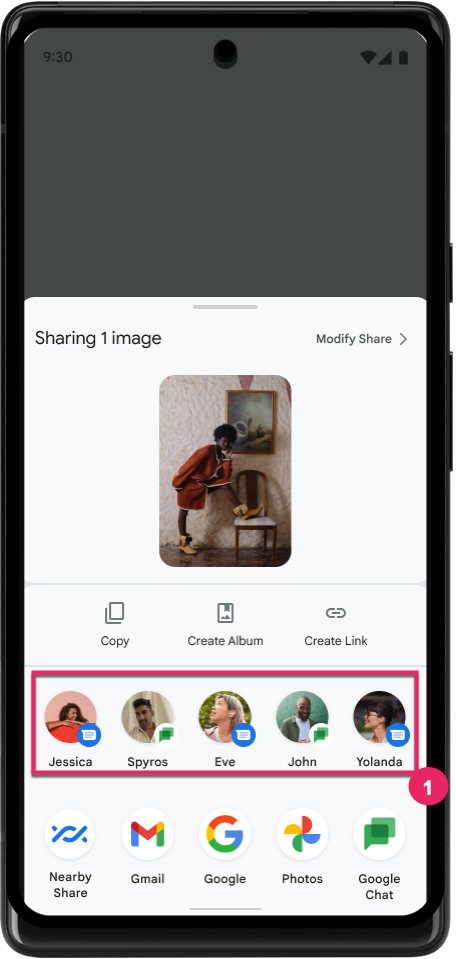 9:30
Sharing 1 image
Modify Share
Copy
Create Album
Create Link
Jessica
Spyros
Eve
John
Yolanda
1
Nearby
Share
Gmail
Google
Photos
Google
Chat